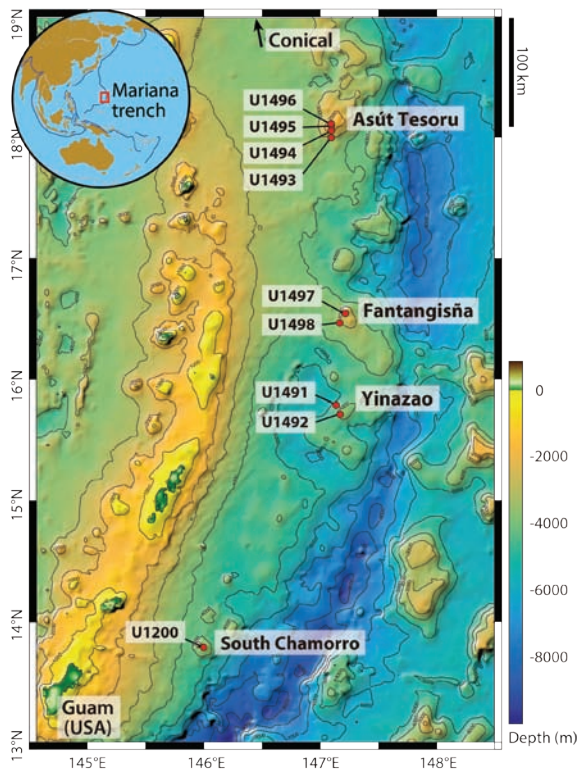 19°N
Conical
100 km
Mariana
trench
U1496
U1495
Asút Tesoru
U1494
18°N
U1493
17°N
U1497
Fantangisña
U1498
16°N
U1491
Yinazao
U1492
0
-2000
15°N
-4000
14°N
U1200
South Chamorro
-6000
-8000
Guam
(USA)
13°N
Depth (m)
145°E
146°E
147°E
148°E